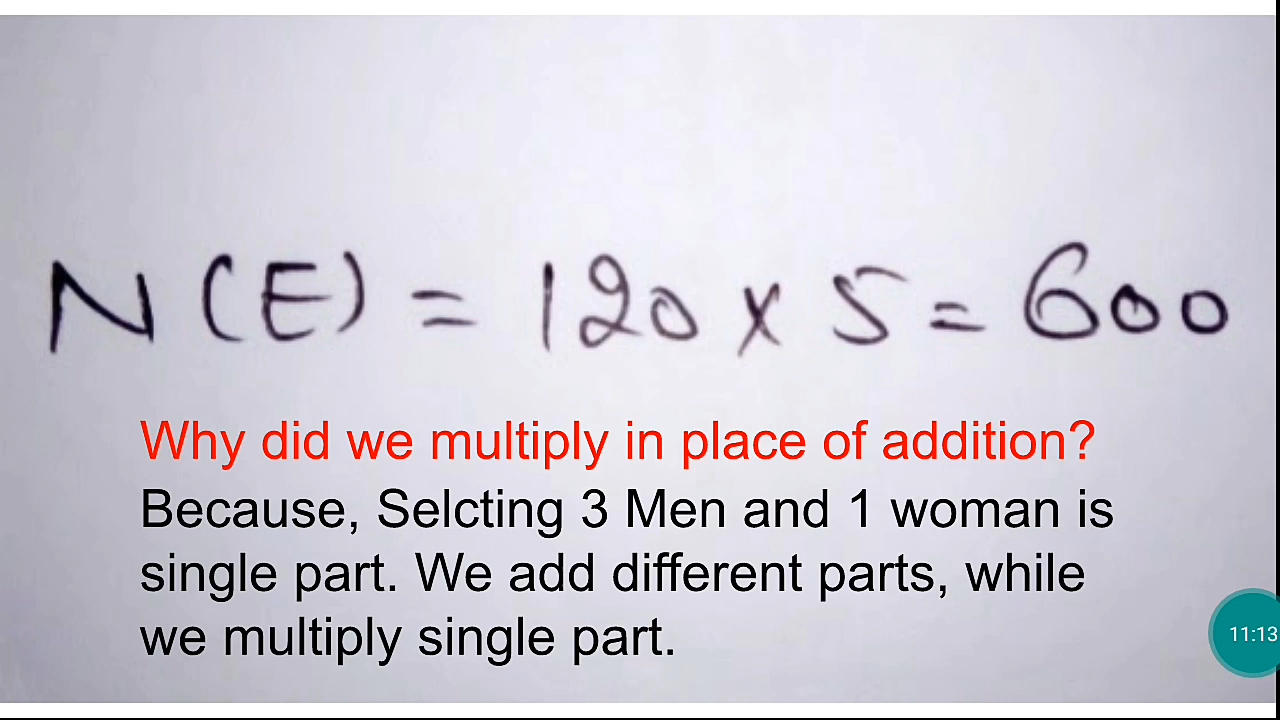 N(E) = 120 x 5 = 600
Why did we multiply in place of addition?
Because, Selcting 3 Men and 1 woman is
single part. We add different parts, while
we multiply single part.
11:13